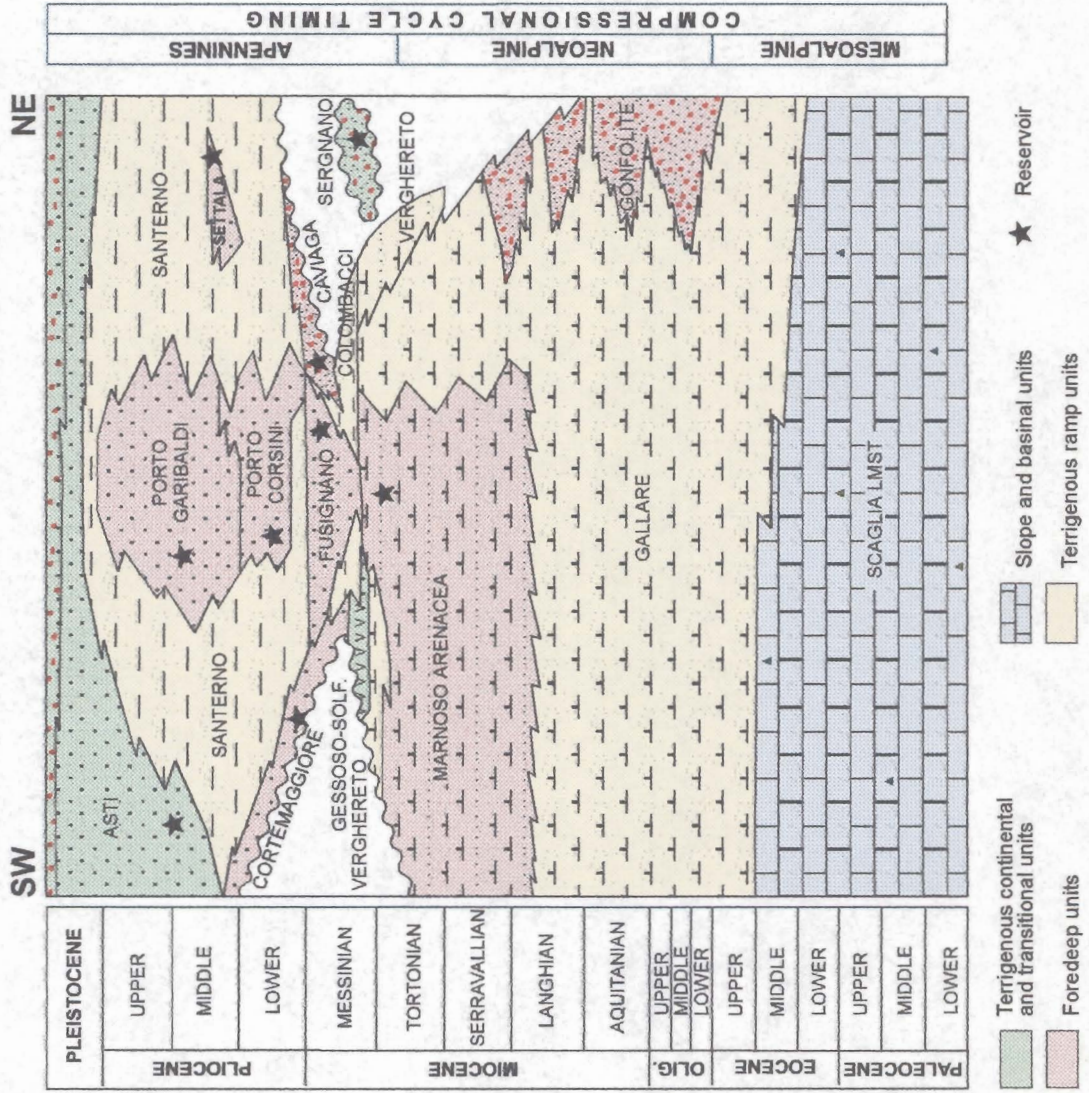 SW
NE
PLEISTOCENE
PLIOCENE
UPPER
MIDDLE
LOWER
MIOCENE
MESSINIAN
TORTONIAN
SERRAVALLIAN
LANGHIAN
AQUITANIAN
OLIG.
UPPER
MIDDLE
LOWER
EOCENE
UPPER
MIDDLE
LOWER
PALEOCENE
UPPER
MIDDLE
LOWER
ASTI
SANTERNO
PORTO
GARIBALDI
SANTERNO
SETTALA
PORTO
CORSINI
CORTEMAGGIORE
FUSIGNANO
CAVIAGA
SERGNANO
COLOMBACCI
GESSOSO-SOLF.
VERGHERETO
VERGHERETO
MARNOSO ARENACEA
GONFOLITE
GALLARE
SCAGLIA LMST
COMPRESSIONAL CYCLE TIMING
APENNINES
NEOALPINE
MESOALPINE
Terrigenous continental
and transitional units
Foredeep units
Slope and basinal units
Terrigenous ramp units
Reservoir